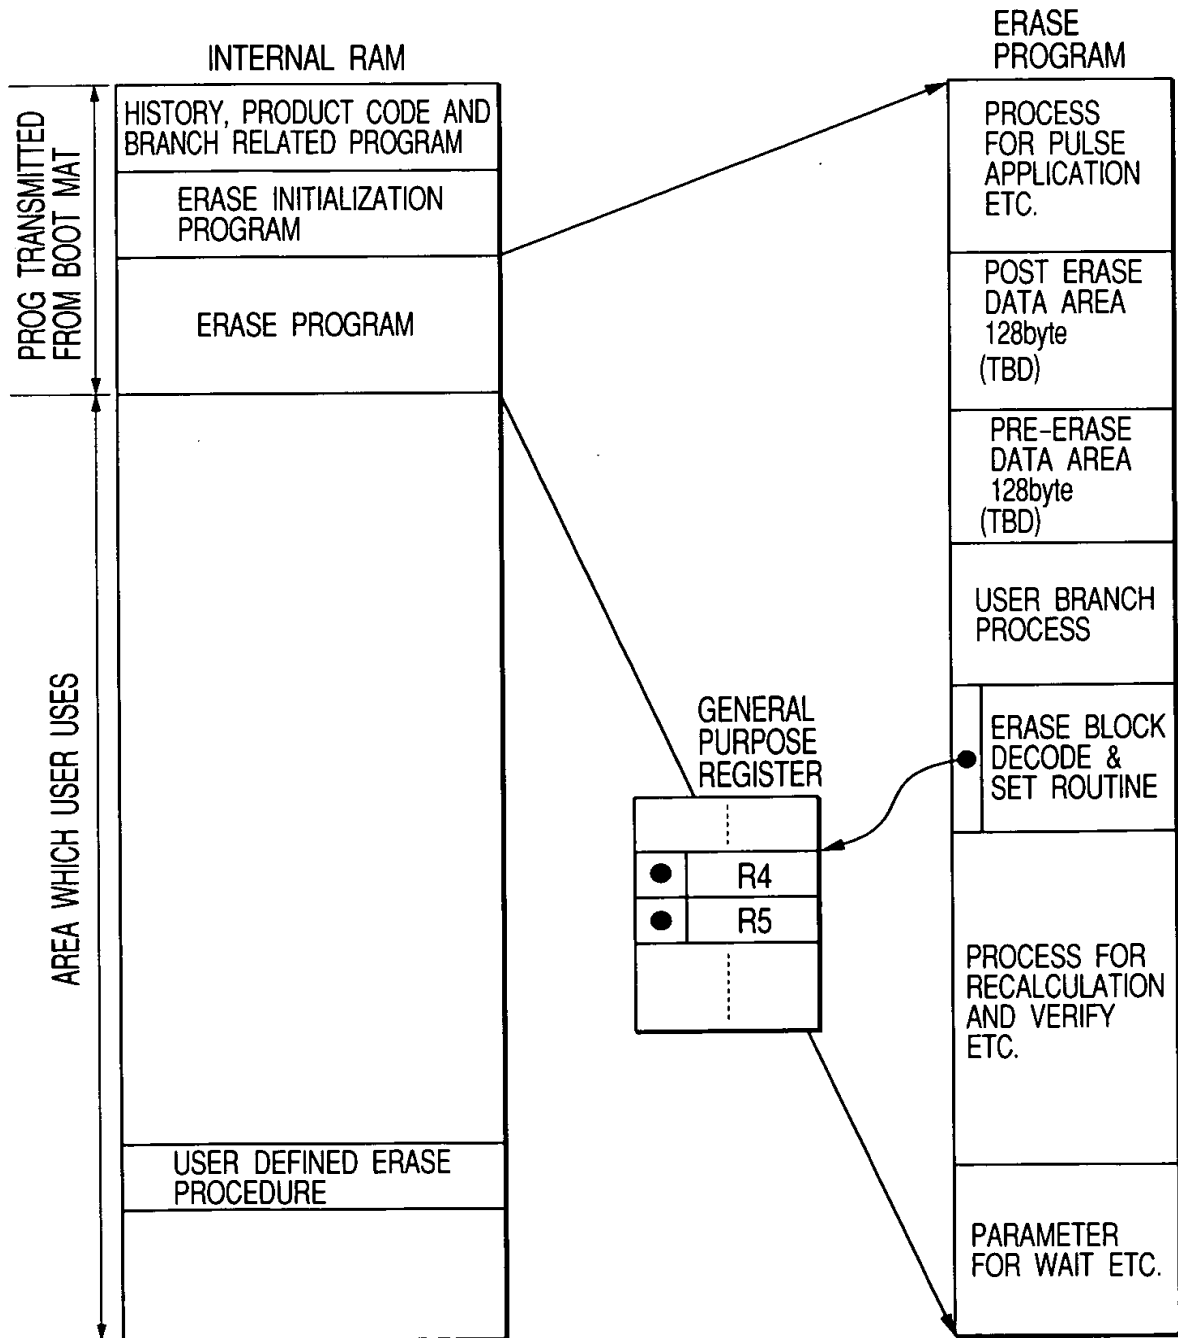 INTERNAL RAM
HISTORY, PRODUCT CODE AND
BRANCH RELATED PROGRAM
ERASE INITIALIZATION
PROGRAM
ERASE PROGRAM
USER DEFINED ERASE
PROCEDURE
PROG TRANSMITTED
FROM BOOT MAT
AREA WHICH USER USES
GENERAL
PURPOSE
REGISTER
R4
R5
ERASE
PROGRAM
PROCESS
FOR PULSE
APPLICATION
ETC.
POST ERASE
DATA AREA
128byte
(TBD)
PRE-ERASE
DATA AREA
128byte
(TBD)
USER BRANCH
PROCESS
ERASE BLOCK
DECODE &
SET ROUTINE
PROCESS FOR
RECALCULATION
AND VERIFY
ETC.
PARAMETER
FOR WAIT ETC.